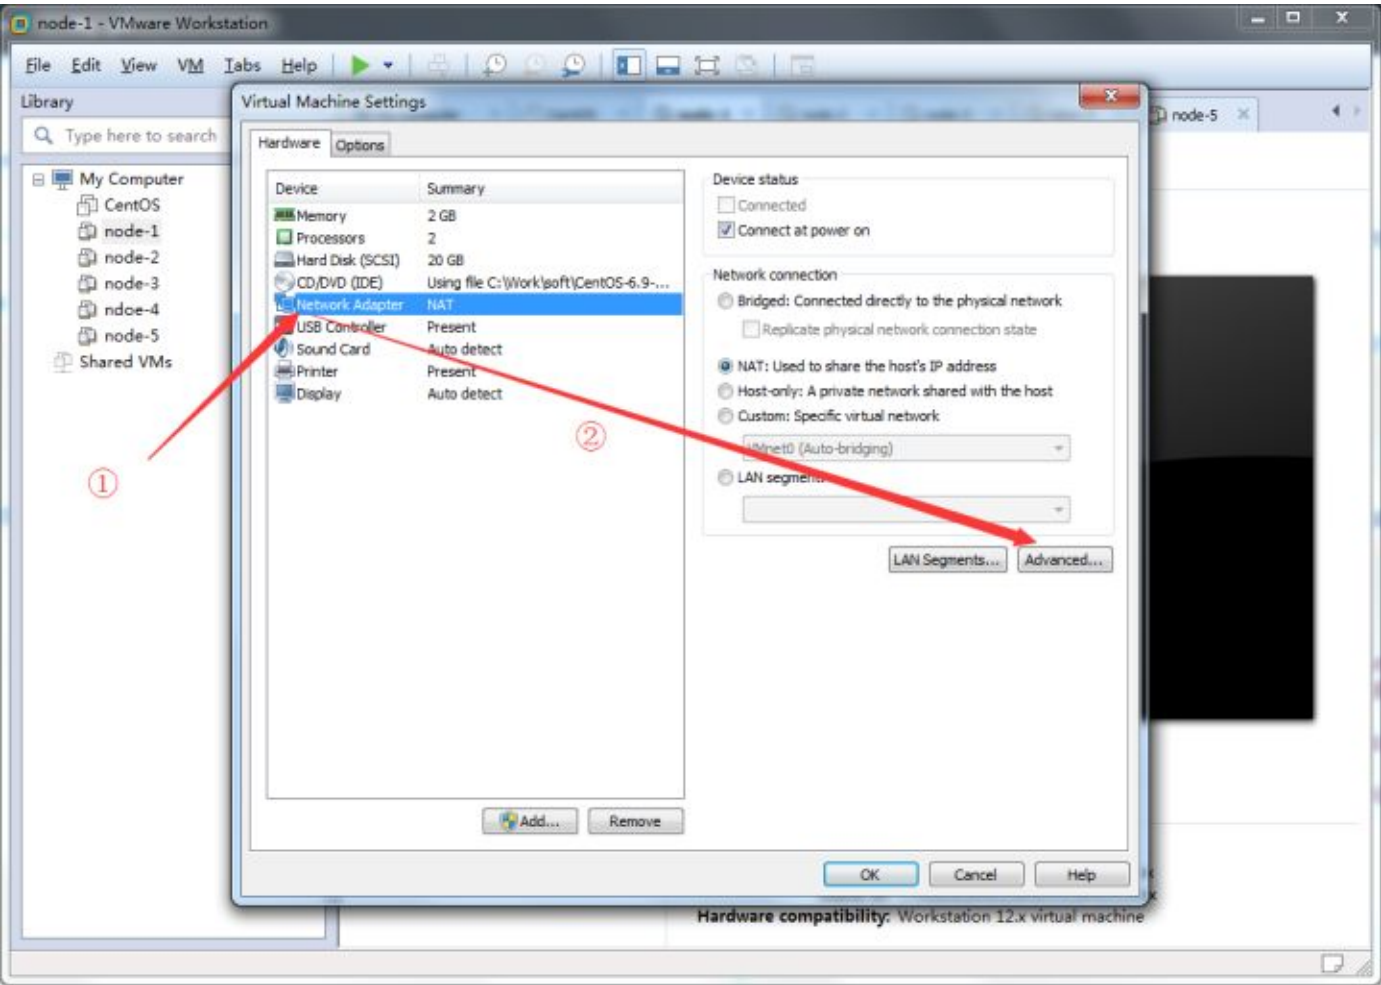 node-1 - VMware Workstation
File Edit View VM Tabs Help
Library
Type here to search
My Computer
CentOS
node-1
node-2
node-3
ndoe-4
node-5
Shared VMs
node-5
Virtual Machine Settings
Hardware Options
Device Summary
Memory 2 GB
Processors 2
Hard Disk (SCSI) 20 GB
CD/DVD (IDE) Using file C:\Work\soft\CentOS-6.9-...
Network Adapter NAT
USB Controller Present
Sound Card Auto detect
Printer Present
Display Auto detect
①
②
Add... Remove
Device status
Connected
Connect at power on
Network connection
Bridged: Connected directly to the physical network
Replicate physical network connection state
NAT: Used to share the host's IP address
Host-only: A private network shared with the host
Custom: Specific virtual network
VMnet0 (Auto-bridging)
LAN segment:
LAN Segments... Advanced...
OK Cancel Help
Hardware compatibility: Workstation 12.x virtual machine